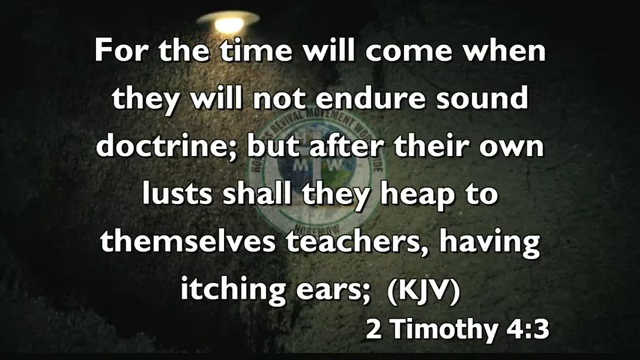 For the time will come when
they will not endure sound
doctrine; but after their own
lusts shall they heap to
themselves teachers, having
itching ears; (KJV)
2 Timothy 4:3